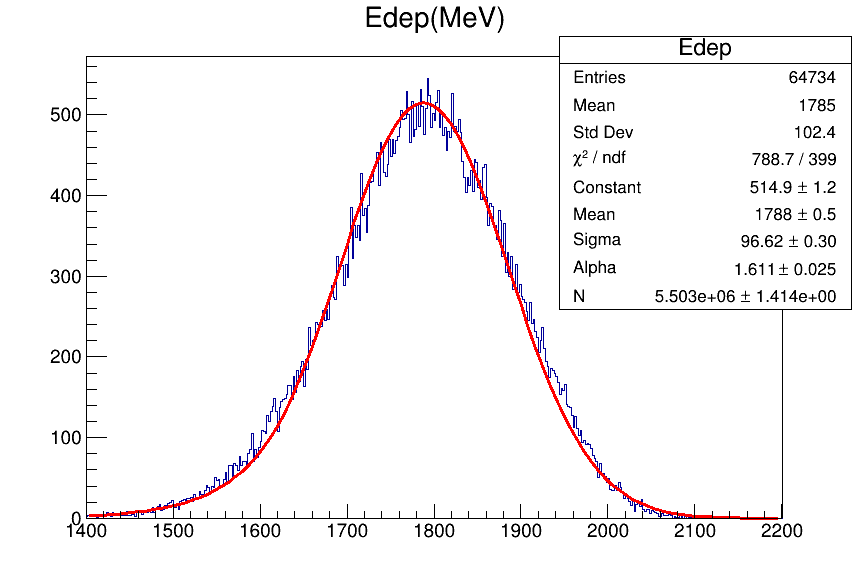 Edep(MeV)
Edep
Entries 64734
Mean 1785
Std Dev 102.4
χ² / ndf 788.7 / 399
Constant 514.9 ± 1.2
Mean 1788 ± 0.5
Sigma 96.62 ± 0.30
Alpha 1.611 ± 0.025
N 5.503e+06 ± 1.414e+00
500
400
300
200
100
0
1400 1500 1600 1700 1800 1900 2000 2100 2200